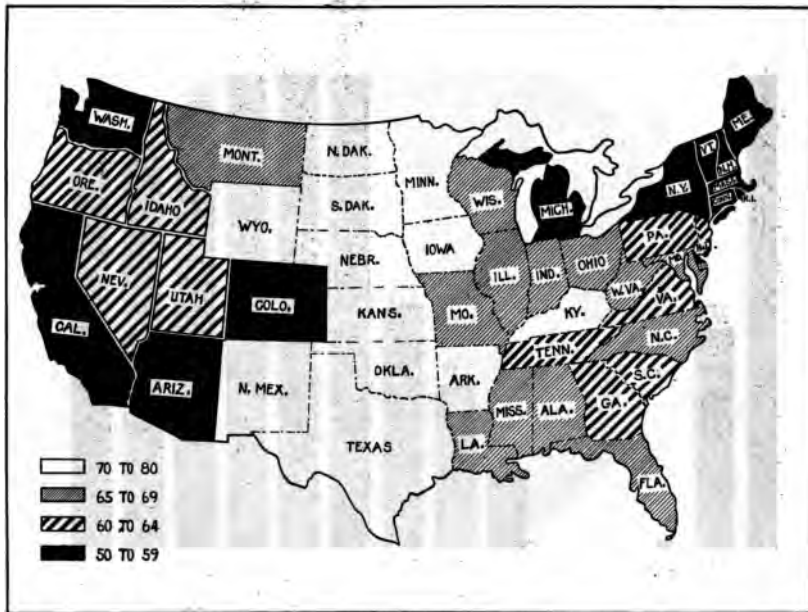 WASH.
MONT.
N. DAK.
MINN.
ME.
VT.
N.H.
MASS.
CONN.
R.I.
N.Y.
ORE.
IDAHO
WYO.
S. DAK.
WIS.
MICH.
IOWA
NEBR.
PA.
N.J.
NEV.
UTAH
COLO.
ILL.
IND.
OHIO
MD.
W.VA.
VA.
CAL.
KANS.
MO.
KY.
N.C.
TENN.
S.C.
ARIZ.
N. MEX.
OKLA.
ARK.
MISS.
ALA.
GA.
TEXAS
LA.
FLA.
70 TO 80
65 TO 69
60 TO 64
50 TO 59